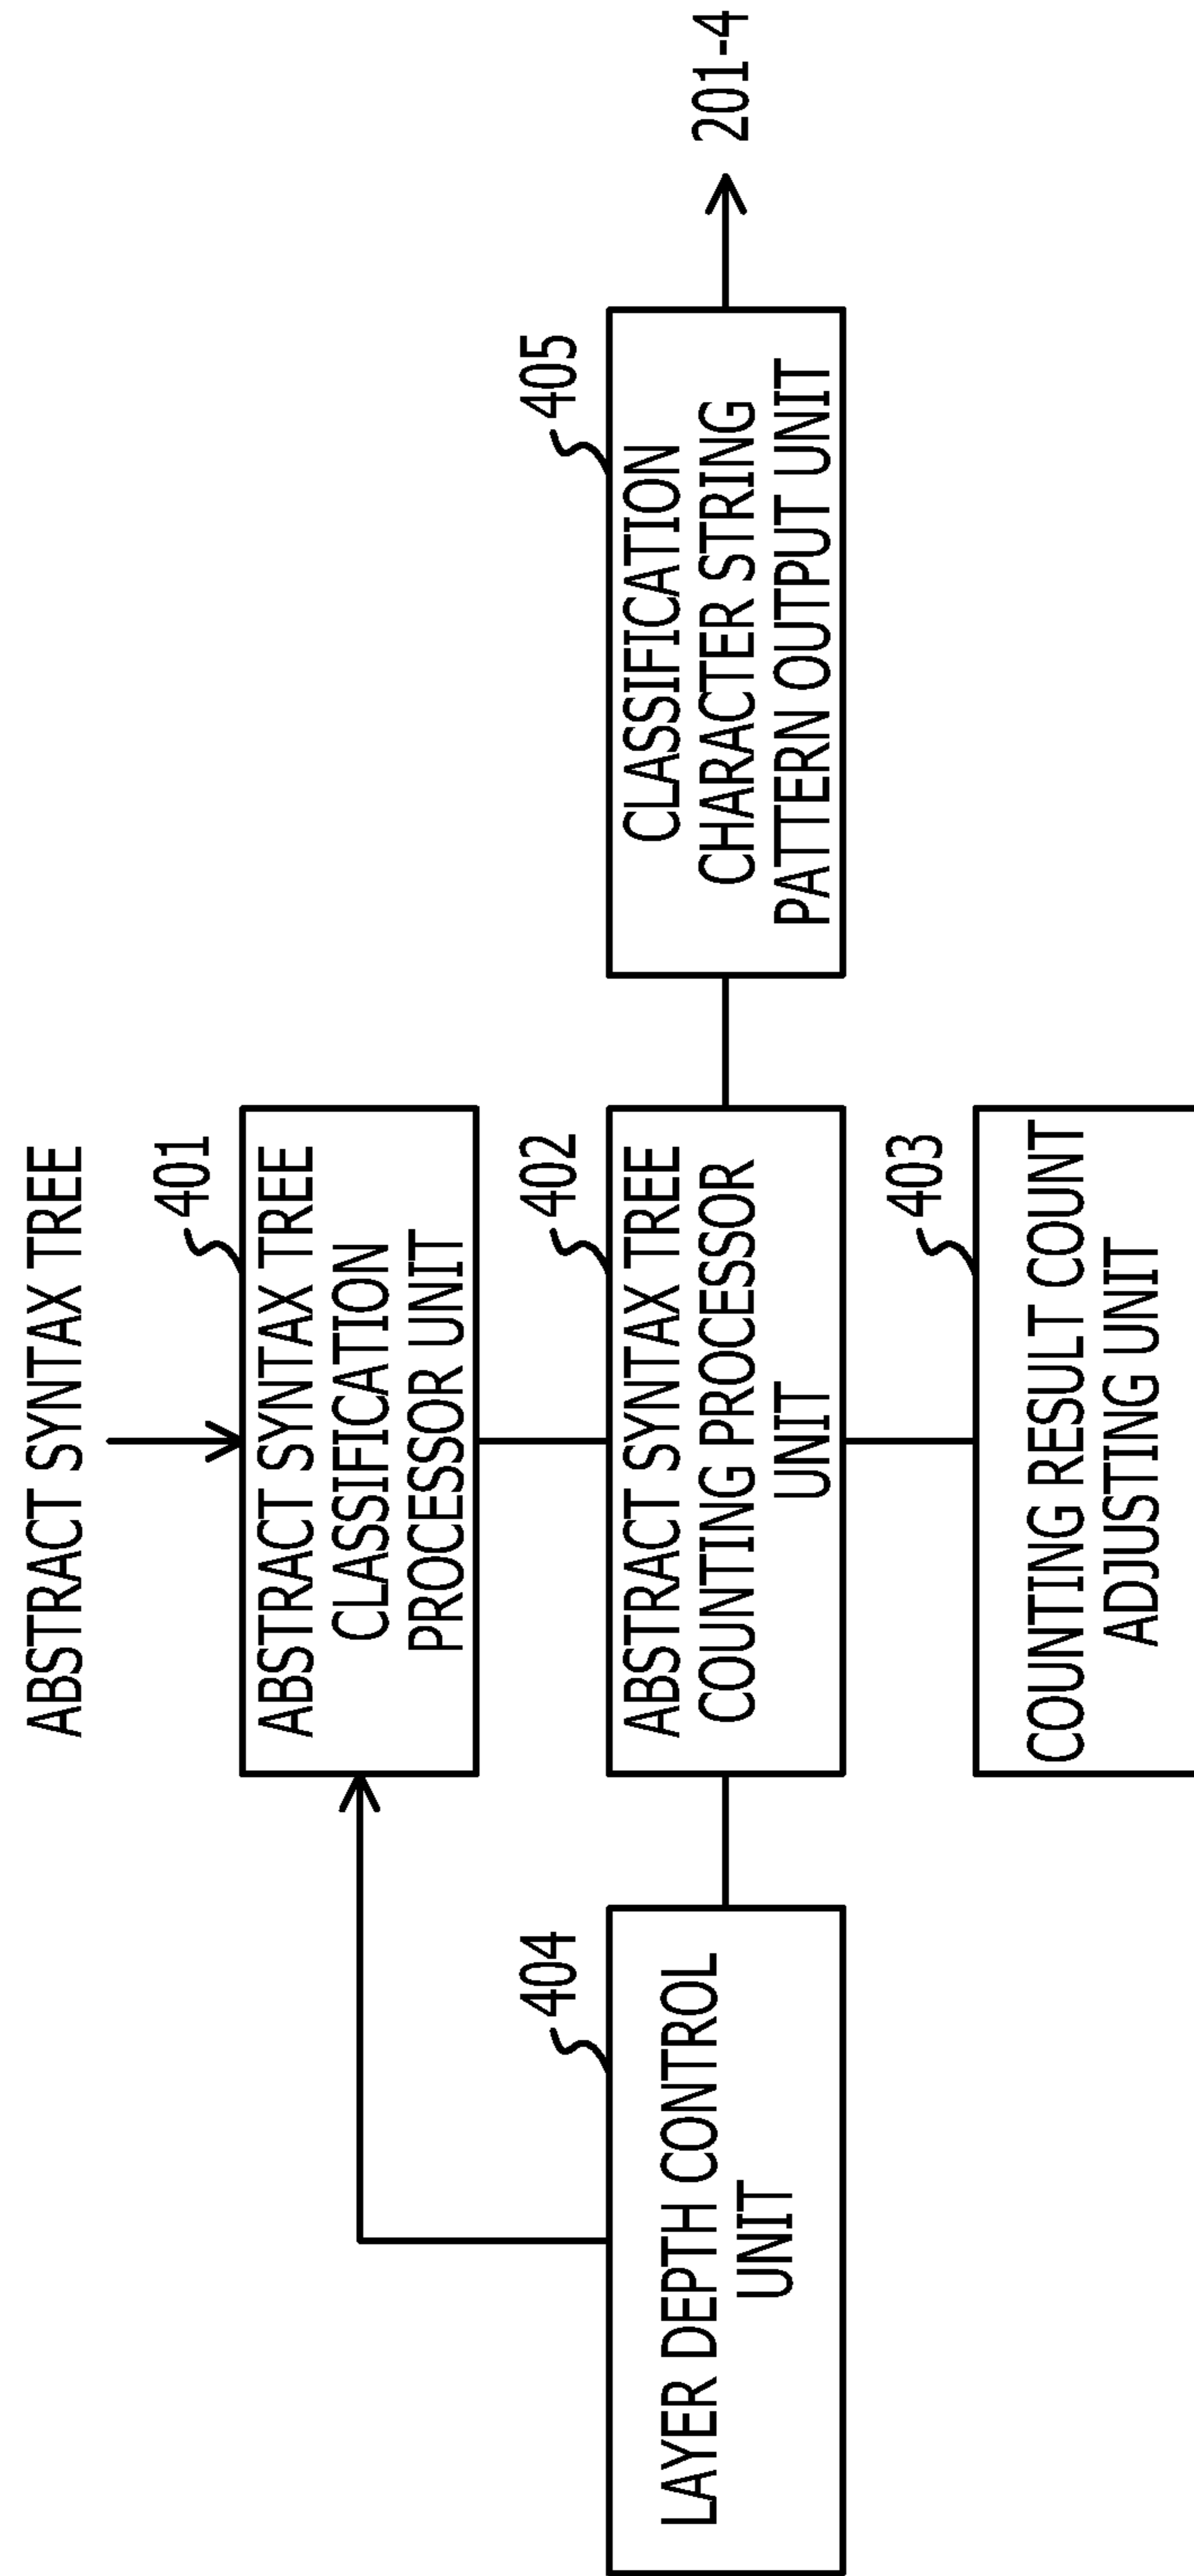 ABSTRACT SYNTAX TREE
401
ABSTRACT SYNTAX TREE
CLASSIFICATION
PROCESSOR UNIT
404
LAYER DEPTH CONTROL
UNIT
402
ABSTRACT SYNTAX TREE
COUNTING PROCESSOR
UNIT
405
CLASSIFICATION
CHARACTER STRING
PATTERN OUTPUT UNIT
201-4
403
COUNTING RESULT COUNT
ADJUSTING UNIT